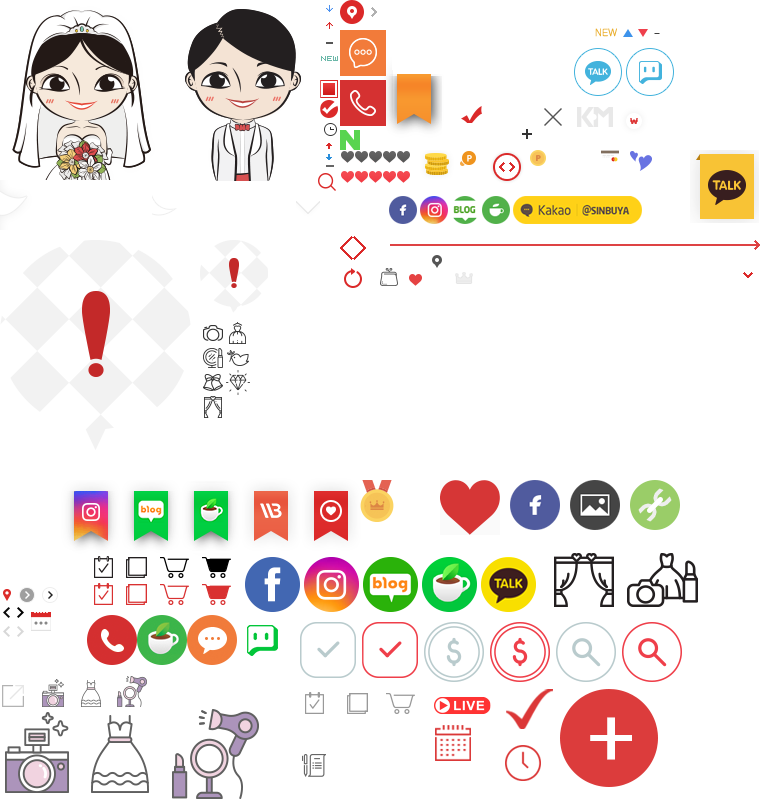 NEW
NEW
TALK
KM
W
P
P
TALK
BLOG
Kakao @SINBUYA
blog
blog
TALK
LIVE